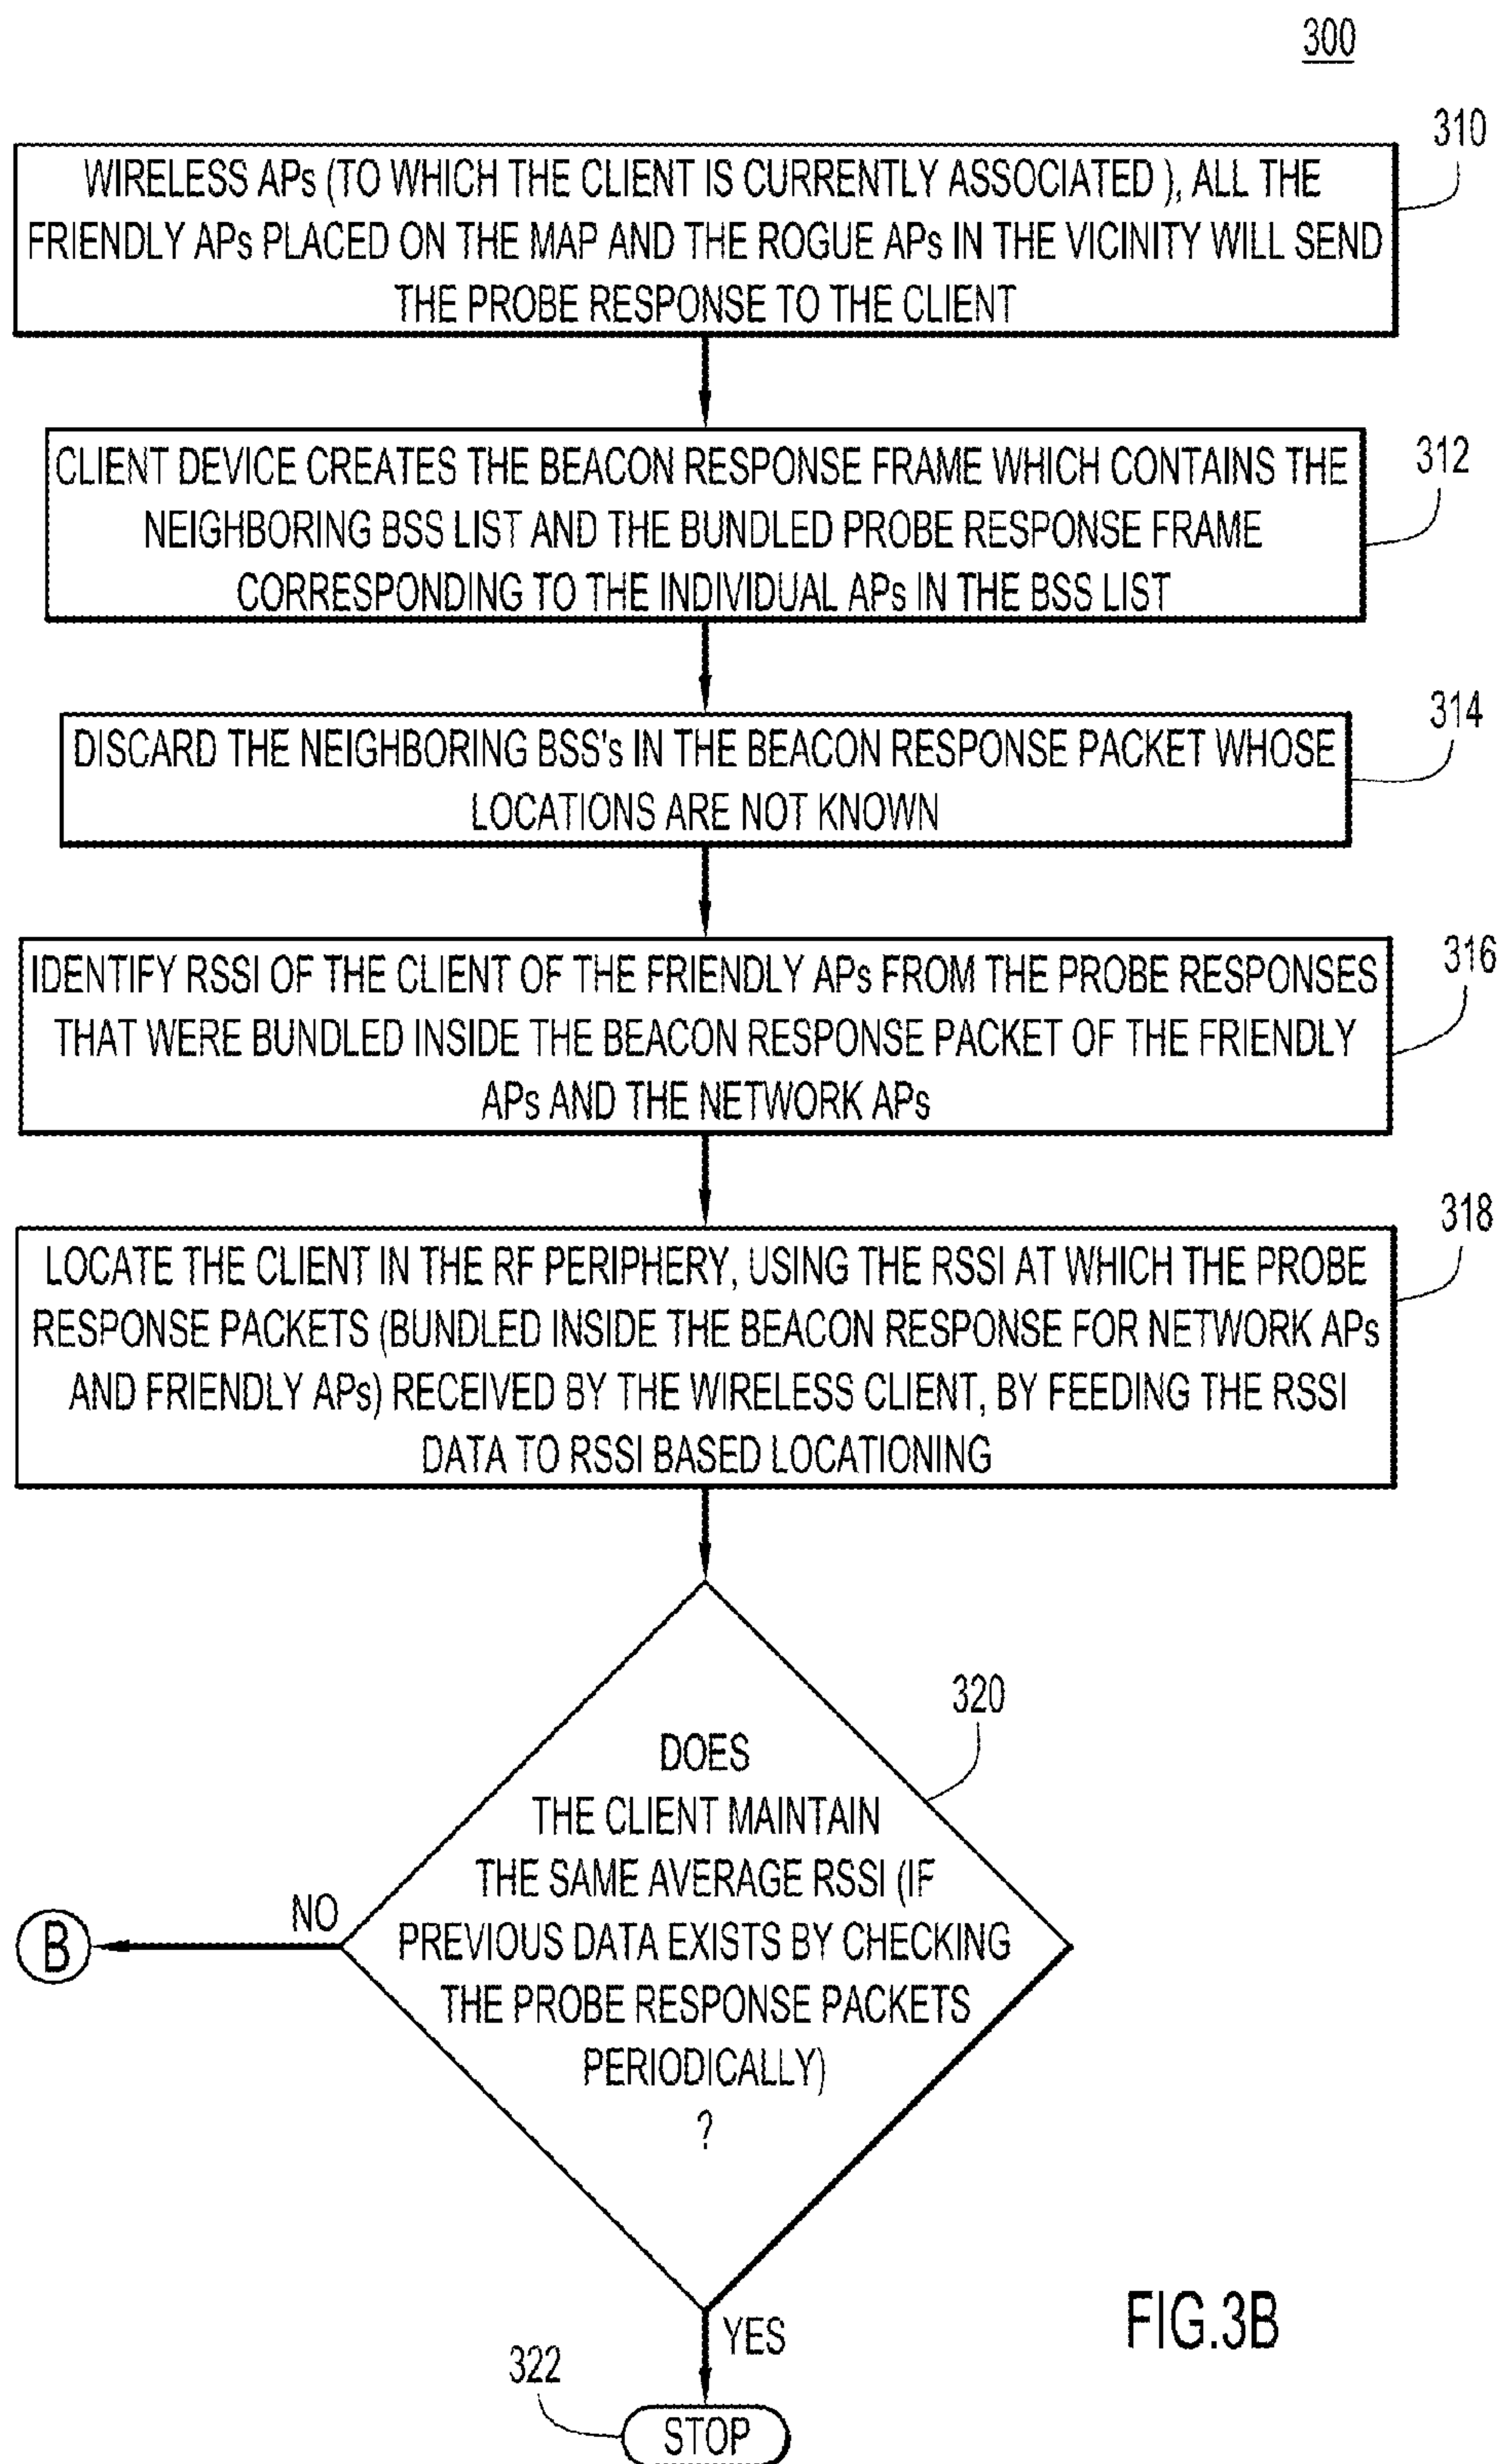 300
310
WIRELESS APs (TO WHICH THE CLIENT IS CURRENTLY ASSOCIATED ), ALL THE
FRIENDLY APs PLACED ON THE MAP AND THE ROGUE APs IN THE VICINITY WILL SEND
THE PROBE RESPONSE TO THE CLIENT
312
CLIENT DEVICE CREATES THE BEACON RESPONSE FRAME WHICH CONTAINS THE
NEIGHBORING BSS LIST AND THE BUNDLED PROBE RESPONSE FRAME
CORRESPONDING TO THE INDIVIDUAL APs IN THE BSS LIST
314
DISCARD THE NEIGHBORING BSS's IN THE BEACON RESPONSE PACKET WHOSE
LOCATIONS ARE NOT KNOWN
316
IDENTIFY RSSI OF THE CLIENT OF THE FRIENDLY APs FROM THE PROBE RESPONSES
THAT WERE BUNDLED INSIDE THE BEACON RESPONSE PACKET OF THE FRIENDLY
APs AND THE NETWORK APs
318
LOCATE THE CLIENT IN THE RF PERIPHERY, USING THE RSSI AT WHICH THE PROBE
RESPONSE PACKETS (BUNDLED INSIDE THE BEACON RESPONSE FOR NETWORK APs
AND FRIENDLY APs) RECEIVED BY THE WIRELESS CLIENT, BY FEEDING THE RSSI
DATA TO RSSI BASED LOCATIONING
320
DOES
THE CLIENT MAINTAIN
THE SAME AVERAGE RSSI (IF
PREVIOUS DATA EXISTS BY CHECKING
THE PROBE RESPONSE PACKETS
PERIODICALLY)
?
NO
B
YES
322
STOP
FIG.3B